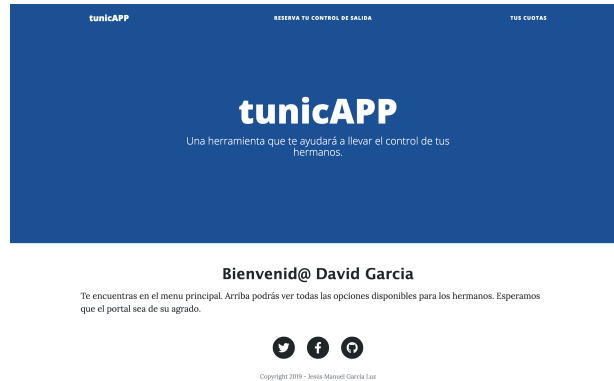 tunicAPP
RESERVA TU CONTROL DE SALIDA
TUS CUOTAS
tunicAPP
Una herramienta que te ayudará a llevar el control de tus
hermanos.
Bienvenid@ David Garcia
Te encuentras en el menu principal. Arriba podrás ver todas las opciones disponibles para los hermanos. Esperamos
que el portal sea de su agrado.
Copyright 2019 - Jesús Manuel García Luz